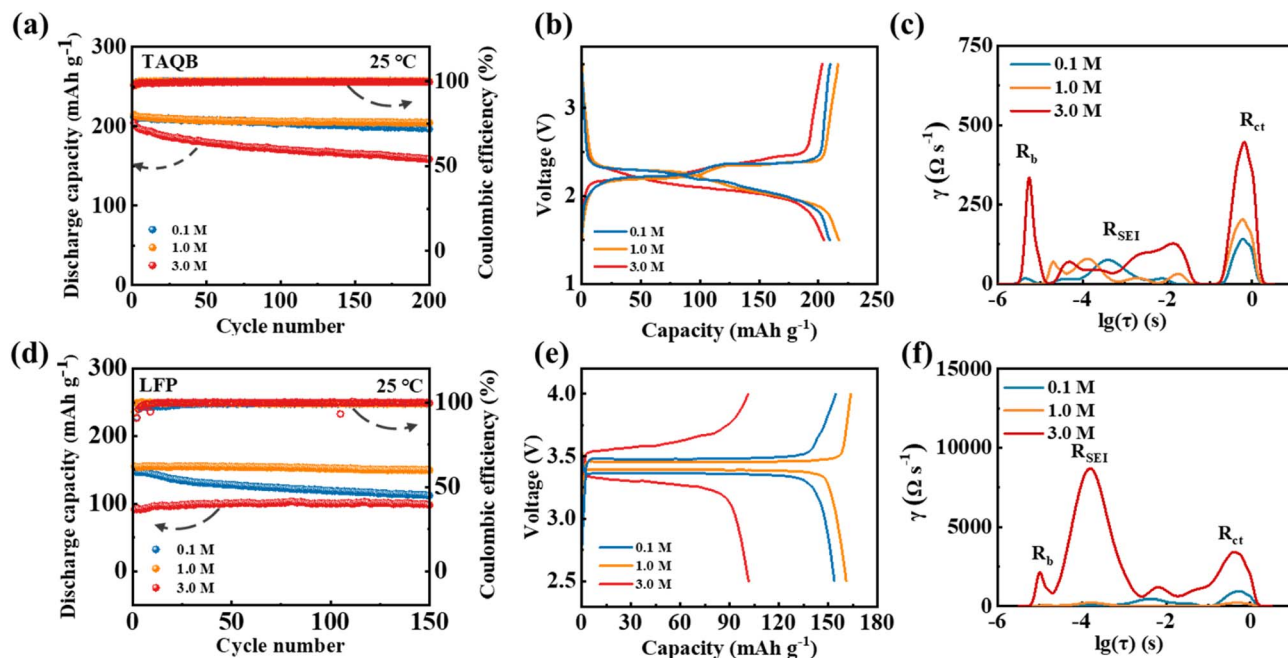 (a)
Discharge capacity (mAh g⁻¹)
300
200
100
0
TAQB
25 °C
0.1 M
1.0 M
3.0 M
0
50
100
150
200
Cycle number
100
50
0
Coulombic efficiency (%)
(b)
Voltage (V)
3
2
1
0.1 M
1.0 M
3.0 M
0
50
100
150
200
250
Capacity (mAh g⁻¹)
(c)
γ (Ω s⁻¹)
750
500
250
0
0.1 M
1.0 M
3.0 M
R_b
R_SEI
R_ct
-6
-4
-2
0
lg(τ) (s)
(d)
Discharge capacity (mAh g⁻¹)
300
200
100
0
LFP
25 °C
0.1 M
1.0 M
3.0 M
0
50
100
150
Cycle number
100
50
0
Coulombic efficiency (%)
(e)
Voltage (V)
4.0
3.5
3.0
2.5
0.1 M
1.0 M
3.0 M
0
30
60
90
120
150
180
Capacity (mAh g⁻¹)
(f)
γ (Ω s⁻¹)
15000
10000
5000
0
0.1 M
1.0 M
3.0 M
R_SEI
R_b
R_ct
-6
-4
-2
0
lg(τ) (s)